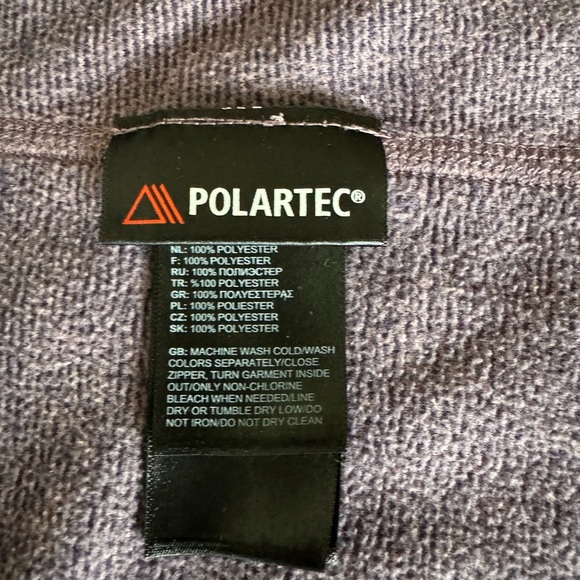 POLARTEC®
NL: 100% POLYESTER
F: 100% POLYESTER
RU: 100% ПОЛИЭСТЕР
TR: %100 POLYESTER
GR: 100% ΠΟΛΥΕΣΤΕΡΑΣ
PL: 100% POLIESTER
CZ: 100% POLYESTER
SK: 100% POLYESTER
GB: MACHINE WASH COLD/WASH
COLORS SEPARATELY/CLOSE
ZIPPER, TURN GARMENT INSIDE
OUT/ONLY NON-CHLORINE
BLEACH WHEN NEEDED/LINE
DRY OR TUMBLE DRY LOW/DO
NOT IRON/DO NOT DRY CLEAN